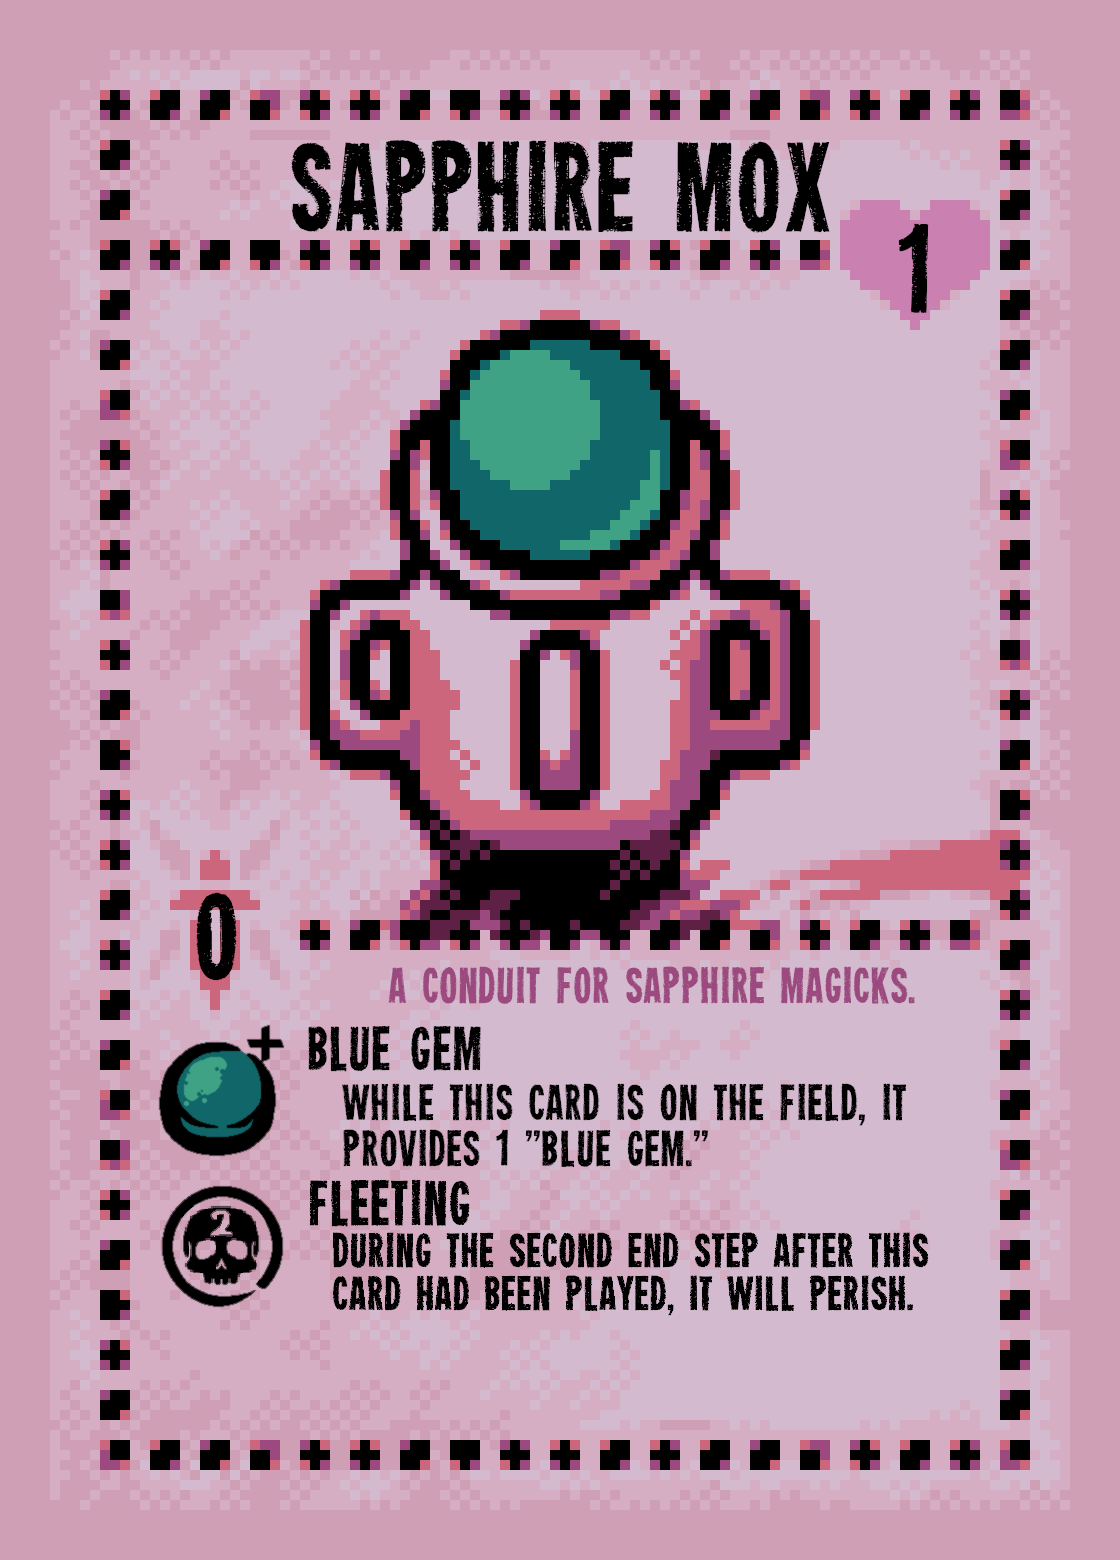 SAPPHIRE MOX
1
0
A CONDUIT FOR SAPPHIRE MAGICKS.
+
BLUE GEM
WHILE THIS CARD IS ON THE FIELD, IT
PROVIDES 1 "BLUE GEM."
2
FLEETING
DURING THE SECOND END STEP AFTER THIS
CARD HAD BEEN PLAYED, IT WILL PERISH.